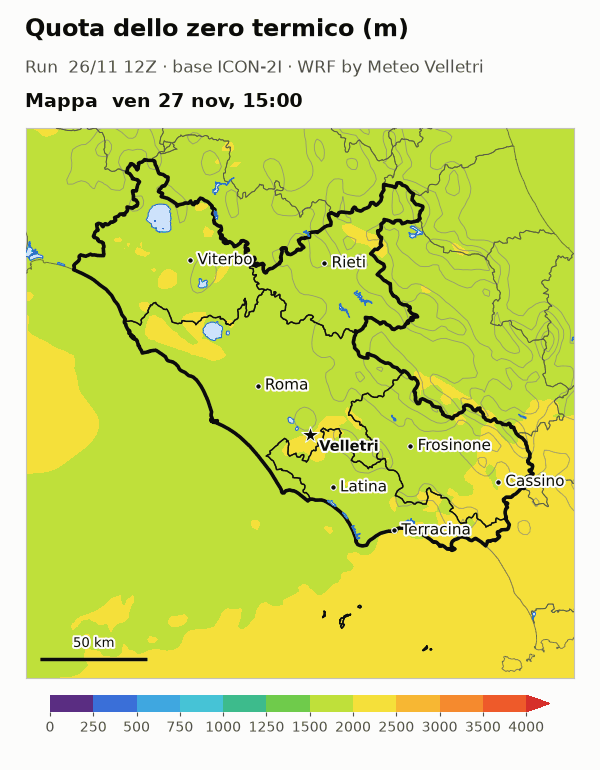 Quota dello zero termico (m)
Run  26/11 12Z · base ICON-2I · WRF by Meteo Velletri
Mappa  ven 27 nov, 15:00
Viterbo
Rieti
Roma
Velletri
Frosinone
Cassino
Latina
Terracina
50 km
0 250 500 750 1000 1250 1500 2000 2500 3000 3500 4000